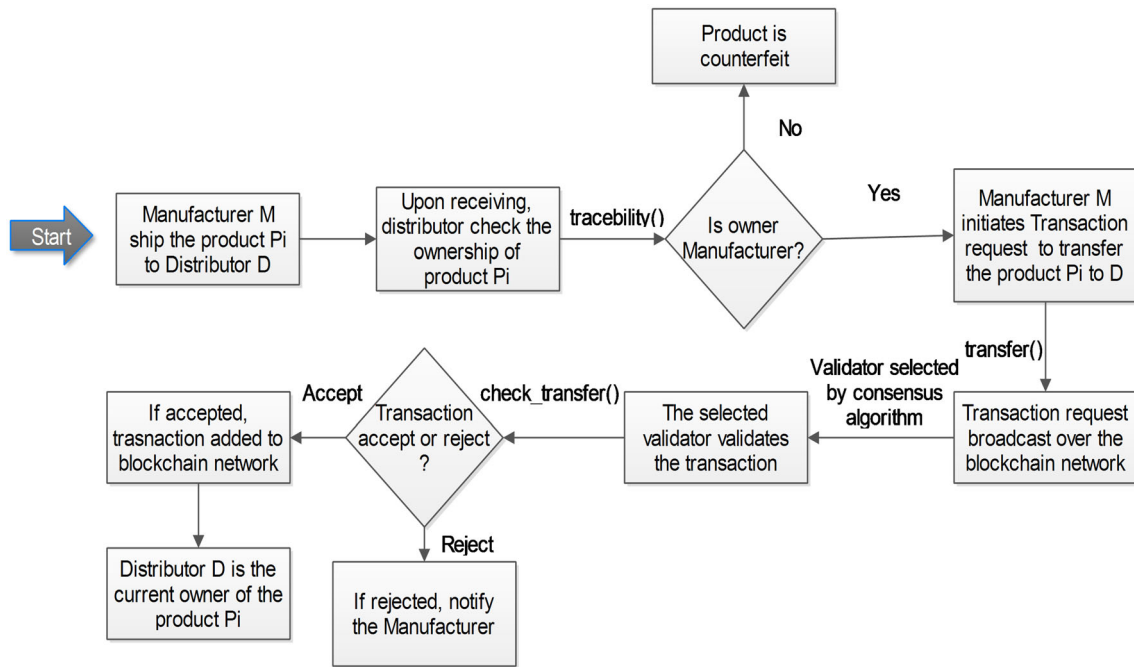 Product is
counterfeit
No
Start
Manufacturer M
ship the product Pi
to Distributor D
Upon receiving,
distributor check the
ownership of
product Pi
tracebility()
Is owner
Manufacturer?
Yes
Manufacturer M
initiates Transaction
request to transfer
the product Pi to D
transfer()
Transaction request
broadcast over the
blockchain network
Validator selected
by consensus
algorithm
The selected
validator validates
the transaction
check_transfer()
Transaction
accept or reject
?
Accept
If accepted,
trasnaction added to
blockchain network
Distributor D is the
current owner of the
product Pi
Reject
If rejected, notify
the Manufacturer